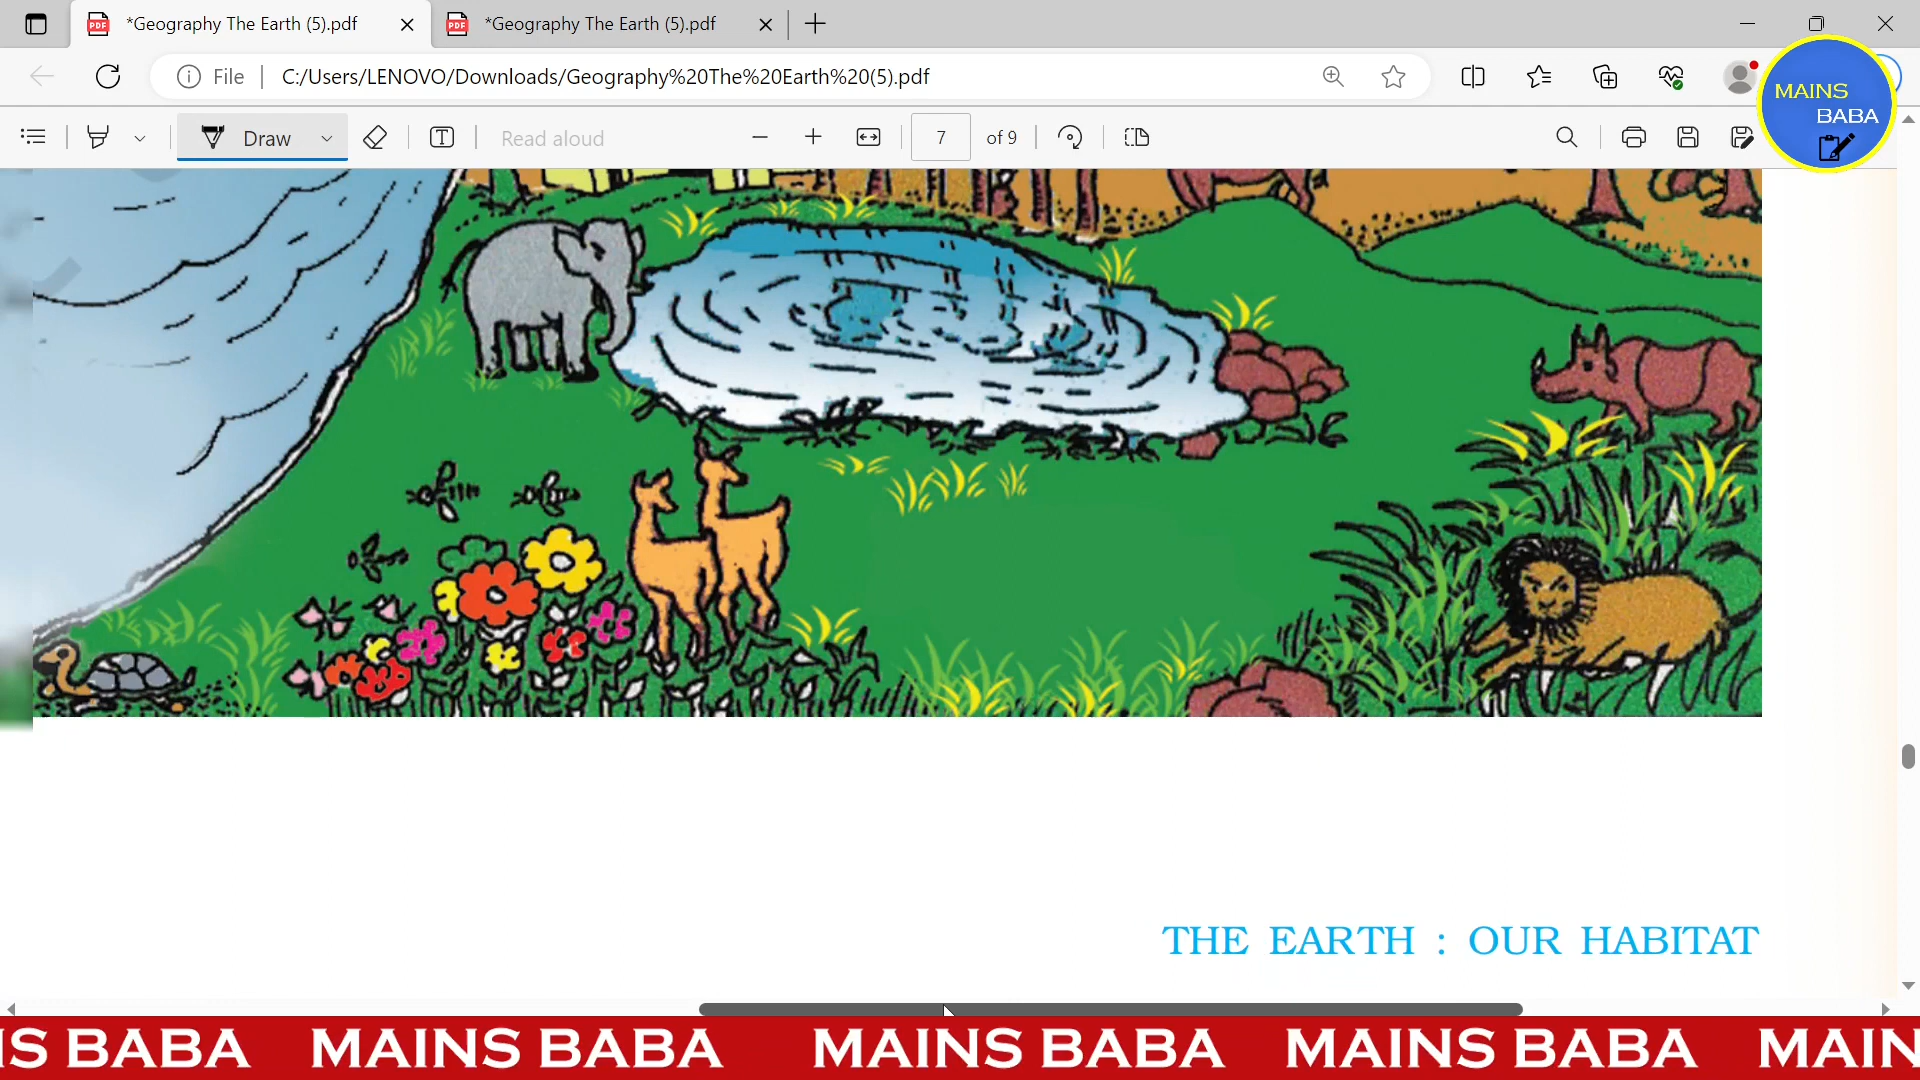 *Geography The Earth (5).pdf
*Geography The Earth (5).pdf
File
C:/Users/LENOVO/Downloads/Geography%20The%20Earth%20(5).pdf
MAINS
BABA
Draw
Read aloud
7
of 9
THE EARTH : OUR HABITAT
IS BABA MAINS BABA MAINS BABA MAINS BABA MAIN